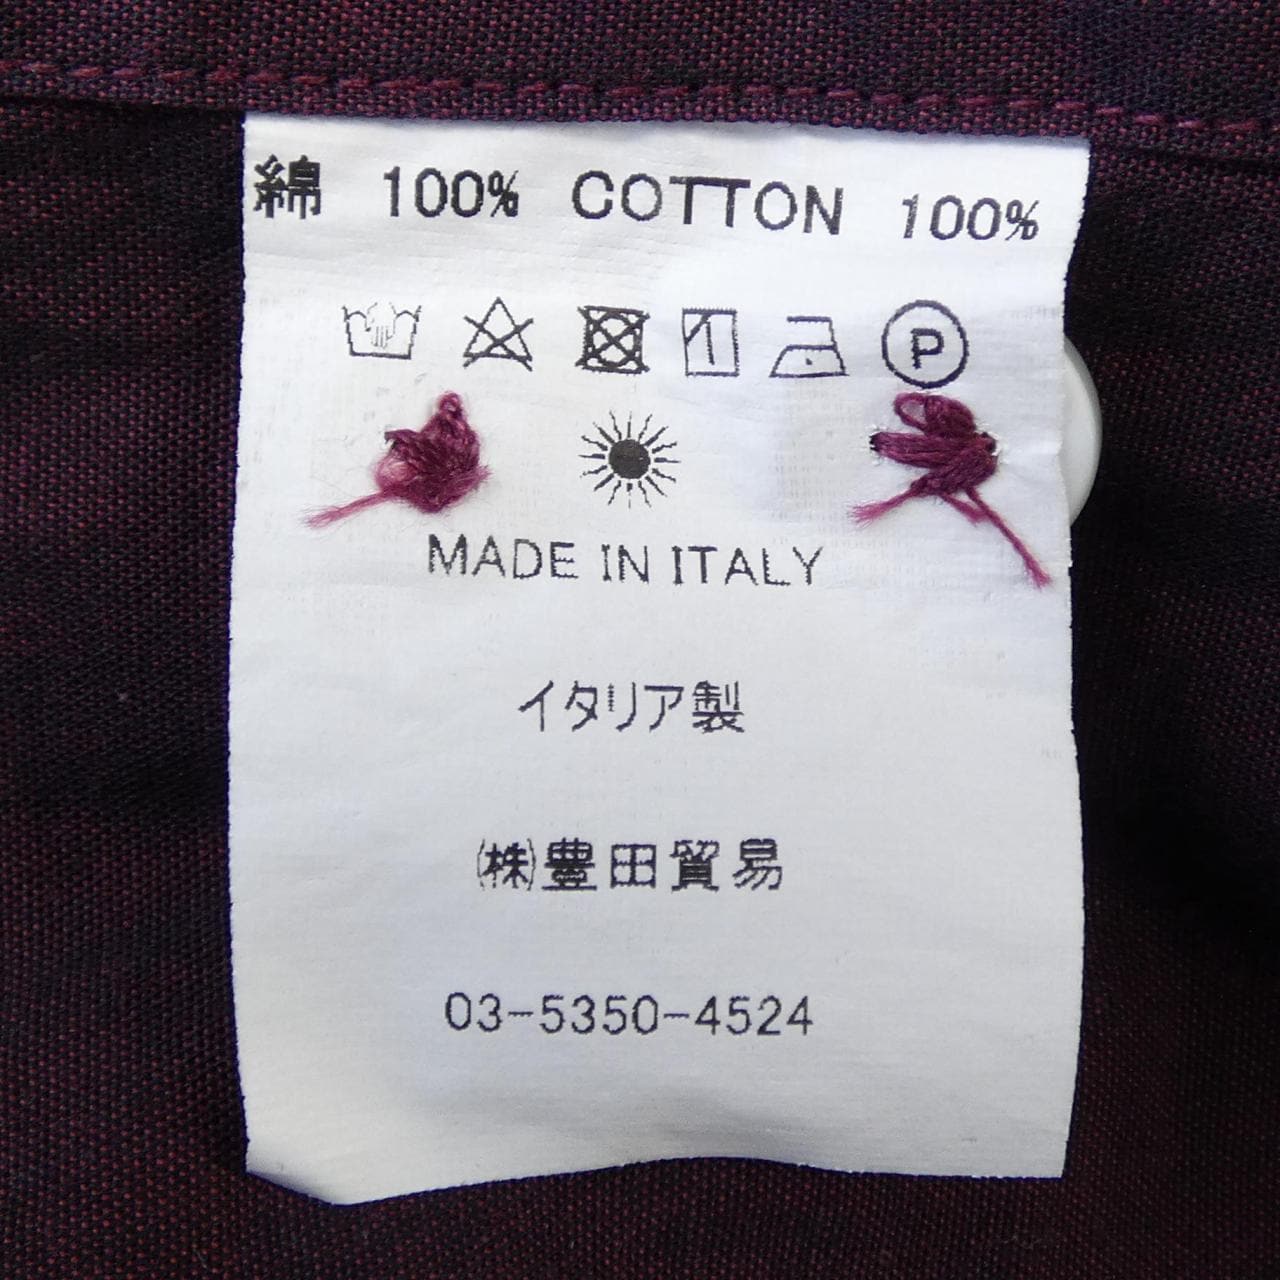 綿 100% COTTON 100%
P
MADE IN ITALY
イタリア製
㈱豊田貿易
03-5350-4524